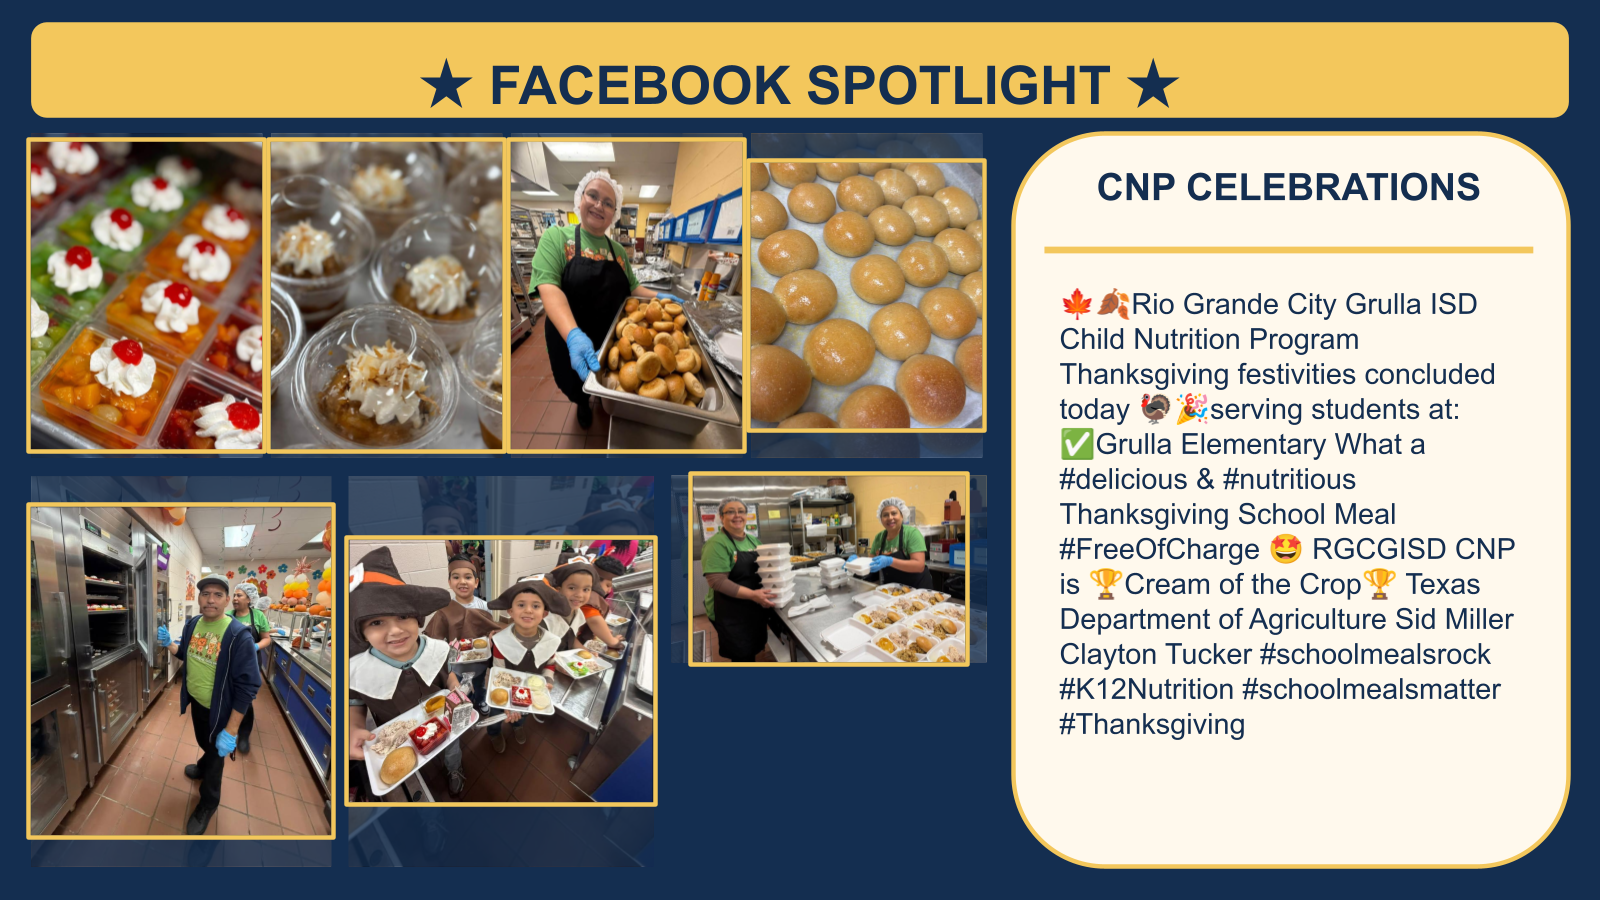 ★ FACEBOOK SPOTLIGHT ★
CNP CELEBRATIONS
🍁🍂Rio Grande City Grulla ISD
Child Nutrition Program
Thanksgiving festivities concluded
today 🦃🎉serving students at:
✅Grulla Elementary What a
#delicious & #nutritious
Thanksgiving School Meal
#FreeOfCharge 🤩 RGCGISD CNP
is 🏆Cream of the Crop🏆 Texas
Department of Agriculture Sid Miller
Clayton Tucker #schoolmealsrock
#K12Nutrition #schoolmealsmatter
#Thanksgiving